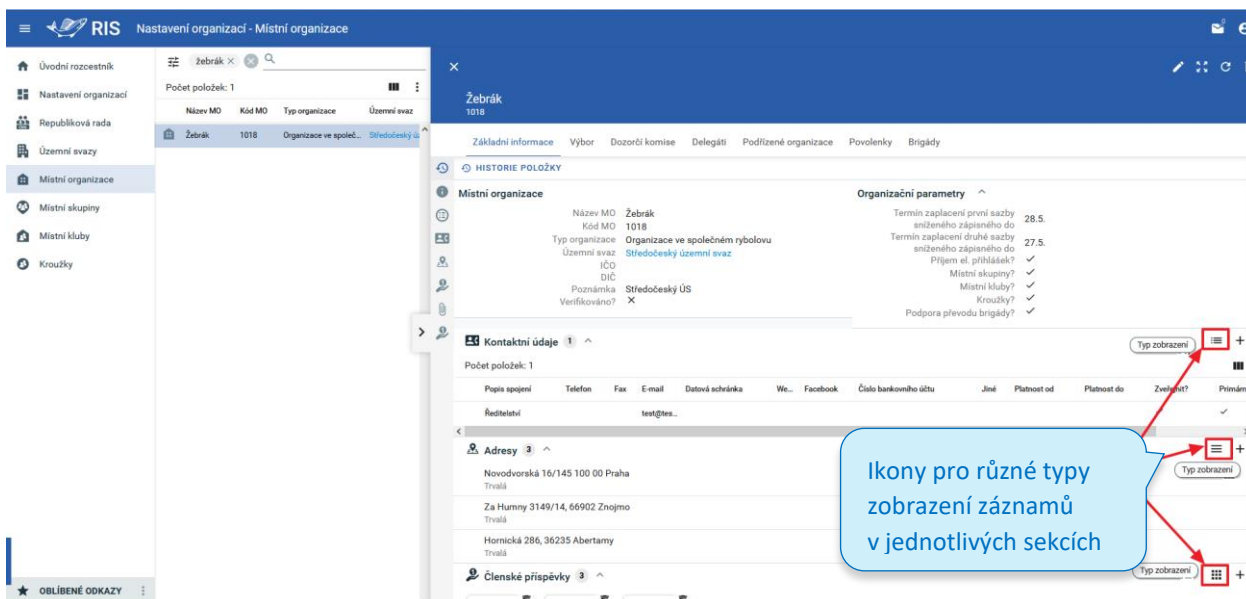 RIS Nastavení organizací - Místní organizace
Úvodní rozcestník
Nastavení organizací
Republiková rada
Územní svazy
Místní organizace
Místní skupiny
Místní kluby
Kroužky
OBLÍBENÉ ODKAZY
žebrák
Počet položek: 1
Název MO Kód MO Typ organizace Územní svaz
Žebrák 1018 Organizace ve společ... Středočeský
Žebrák
1018
Základní informace Výbor Dozorčí komise Delegáti Podřízené organizace Povolenky Brigády
HISTORIE POLOŽKY
Místní organizace
Název MO Žebrák
Kód MO 1018
Typ organizace Organizace ve společném rybolovu
Územní svaz Středočeský územní svaz
IČO
DIČ
Poznámka Středočeský ÚS
Verifikováno?
Organizační parametry
Termín zaplacení první sazby
sníženého zápisného do 28.5.
Termín zaplacení druhé sazby
sníženého zápisného do 27.5.
Příjem el. přihlášek?
Místní skupiny?
Místní kluby?
Kroužky?
Podpora převodu brigády?
Kontaktní údaje 1
Typ zobrazení
Počet položek: 1
Popis spojení Telefon Fax E-mail Datová schránka We... Facebook Číslo bankovního účtu Jiné Platnost od Platnost do Zveřejnit? Primárn
Ředitelství test@tes...
Adresy 3
Typ zobrazení
Novodvorská 16/145 100 00 Praha
Trvalá
Za Humny 3149/14, 66902 Znojmo
Trvalá
Hornická 286, 36235 Abertamy
Trvalá
Členské příspěvky 3
Typ zobrazení
Ikony pro různé typy
zobrazení záznamů
v jednotlivých sekcích